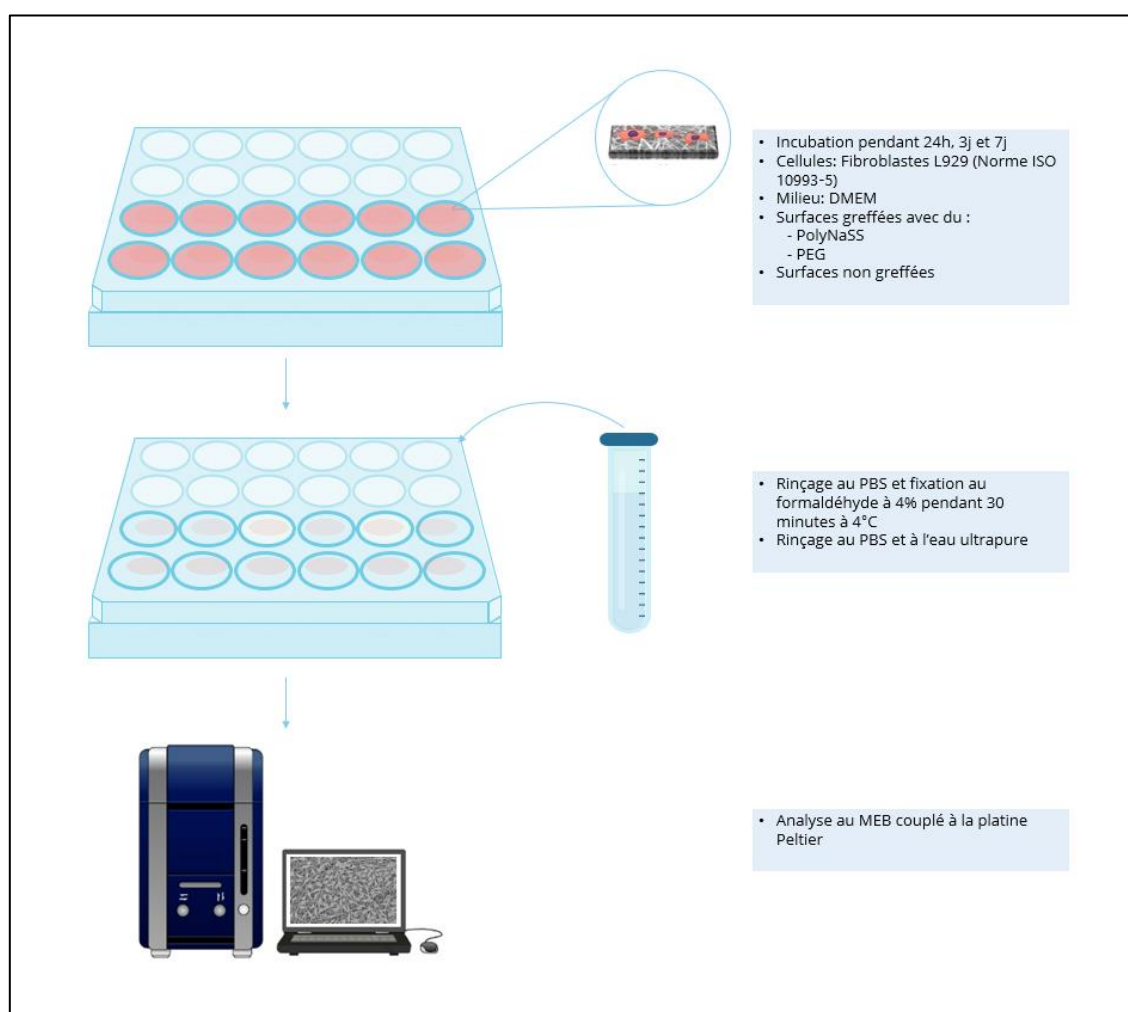 • Incubation pendant 24h, 3j et 7j
• Cellules: Fibroblastes L929 (Norme ISO
10993-5)
• Milieu: DMEM
• Surfaces greffées avec du :
- PolyNaSS
- PEG
• Surfaces non greffées
• Rinçage au PBS et fixation au
formaldéhyde à 4% pendant 30
minutes à 4°C
• Rinçage au PBS et à l’eau ultrapure
• Analyse au MEB couplé à la platine
Peltier